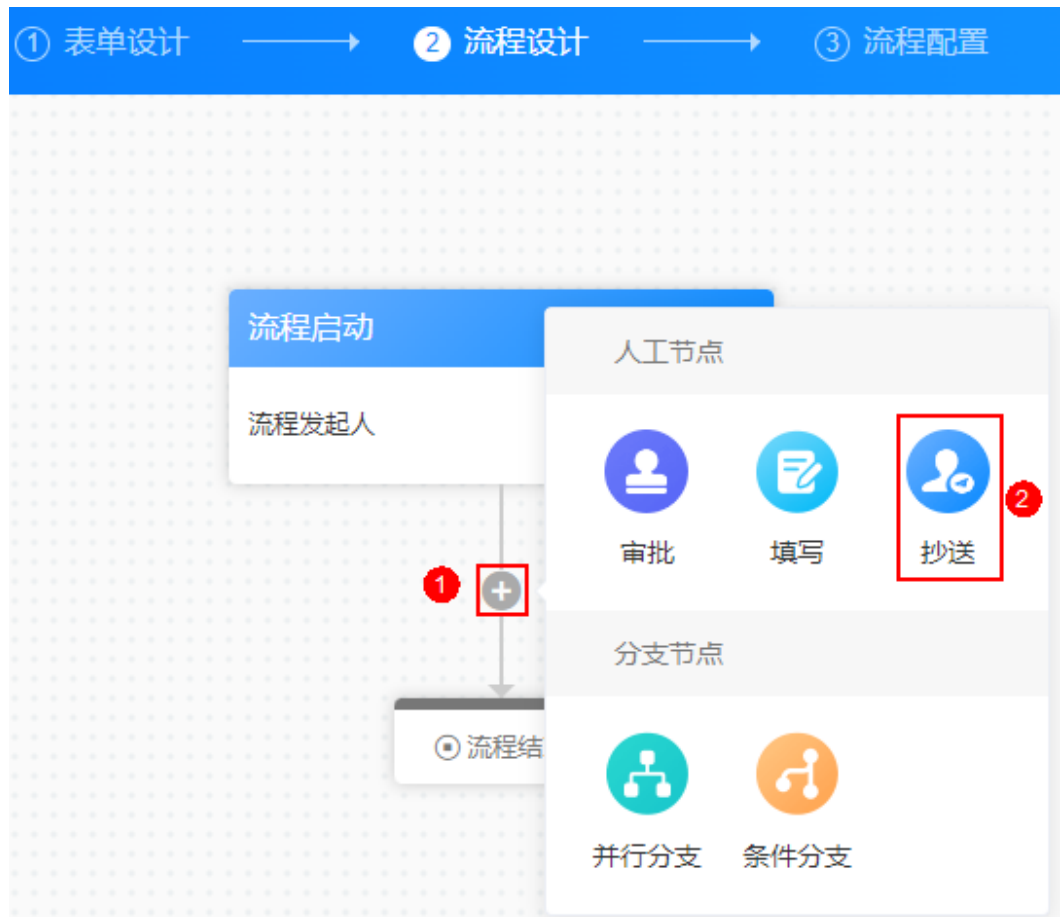 ① 表单设计 ② 流程设计 ③ 流程配置
流程启动
流程发起人
人工节点
审批 填写 抄送
2
1
分支节点
流程结
并行分支 条件分支